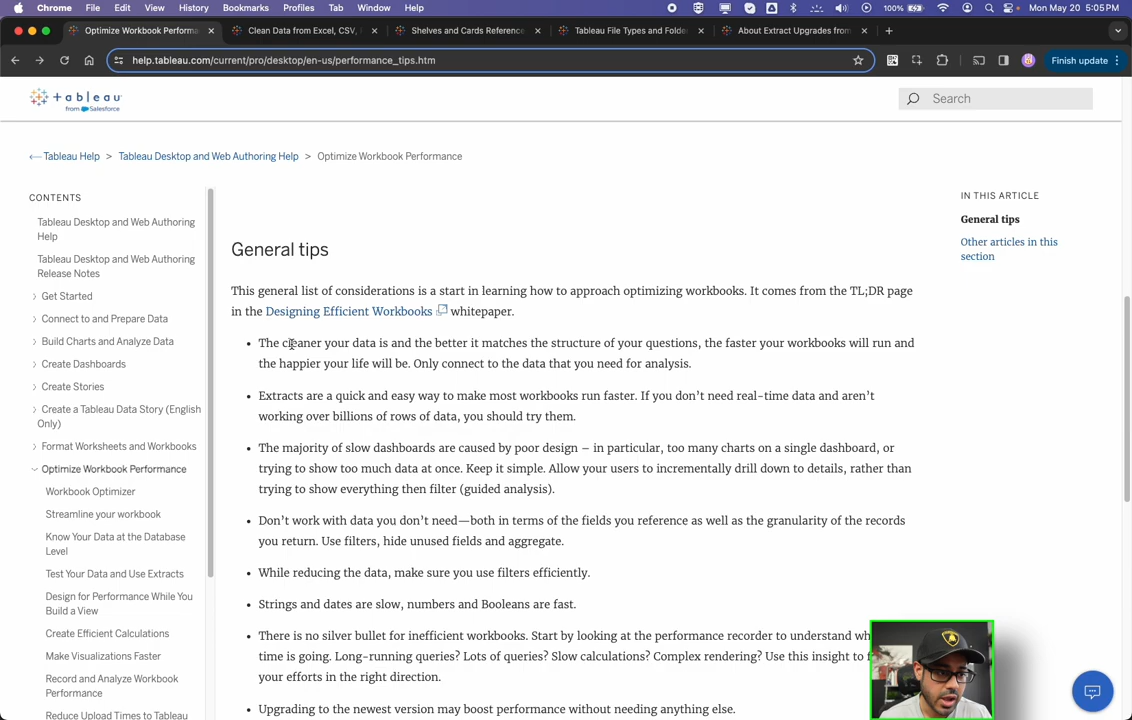 Chrome File Edit View History Bookmarks Profiles Tab Window Help 100% Mon May 20 5:05 PM
Optimize Workbook Performa Clean Data from Excel, CSV, Shelves and Cards Reference Tableau File Types and Folder About Extract Upgrades from
help.tableau.com/current/pro/desktop/en-us/performance_tips.htm Finish update
+ableau
from Salesforce
Search
Tableau Help > Tableau Desktop and Web Authoring Help > Optimize Workbook Performance
CONTENTS
Tableau Desktop and Web Authoring
Help
Tableau Desktop and Web Authoring
Release Notes
Get Started
Connect to and Prepare Data
Build Charts and Analyze Data
Create Dashboards
Create Stories
Create a Tableau Data Story (English
Only)
Format Worksheets and Workbooks
Optimize Workbook Performance
Workbook Optimizer
Streamline your workbook
Know Your Data at the Database
Level
Test Your Data and Use Extracts
Design for Performance While You
Build a View
Create Efficient Calculations
Make Visualizations Faster
Record and Analyze Workbook
Performance
Reduce Upload Times to Tableau
General tips
This general list of considerations is a start in learning how to approach optimizing workbooks. It comes from the TL;DR page
in the Designing Efficient Workbooks whitepaper.
• The cleaner your data is and the better it matches the structure of your questions, the faster your workbooks will run and
the happier your life will be. Only connect to the data that you need for analysis.
• Extracts are a quick and easy way to make most workbooks run faster. If you don't need real-time data and aren't
working over billions of rows of data, you should try them.
• The majority of slow dashboards are caused by poor design – in particular, too many charts on a single dashboard, or
trying to show too much data at once. Keep it simple. Allow your users to incrementally drill down to details, rather than
trying to show everything then filter (guided analysis).
• Don't work with data you don't need—both in terms of the fields you reference as well as the granularity of the records
you return. Use filters, hide unused fields and aggregate.
• While reducing the data, make sure you use filters efficiently.
• Strings and dates are slow, numbers and Booleans are fast.
• There is no silver bullet for inefficient workbooks. Start by looking at the performance recorder to understand
time is going. Long-running queries? Lots of queries? Slow calculations? Complex rendering? Use this insight to
your efforts in the right direction.
• Upgrading to the newest version may boost performance without needing anything else.
IN THIS ARTICLE
General tips
Other articles in this
section